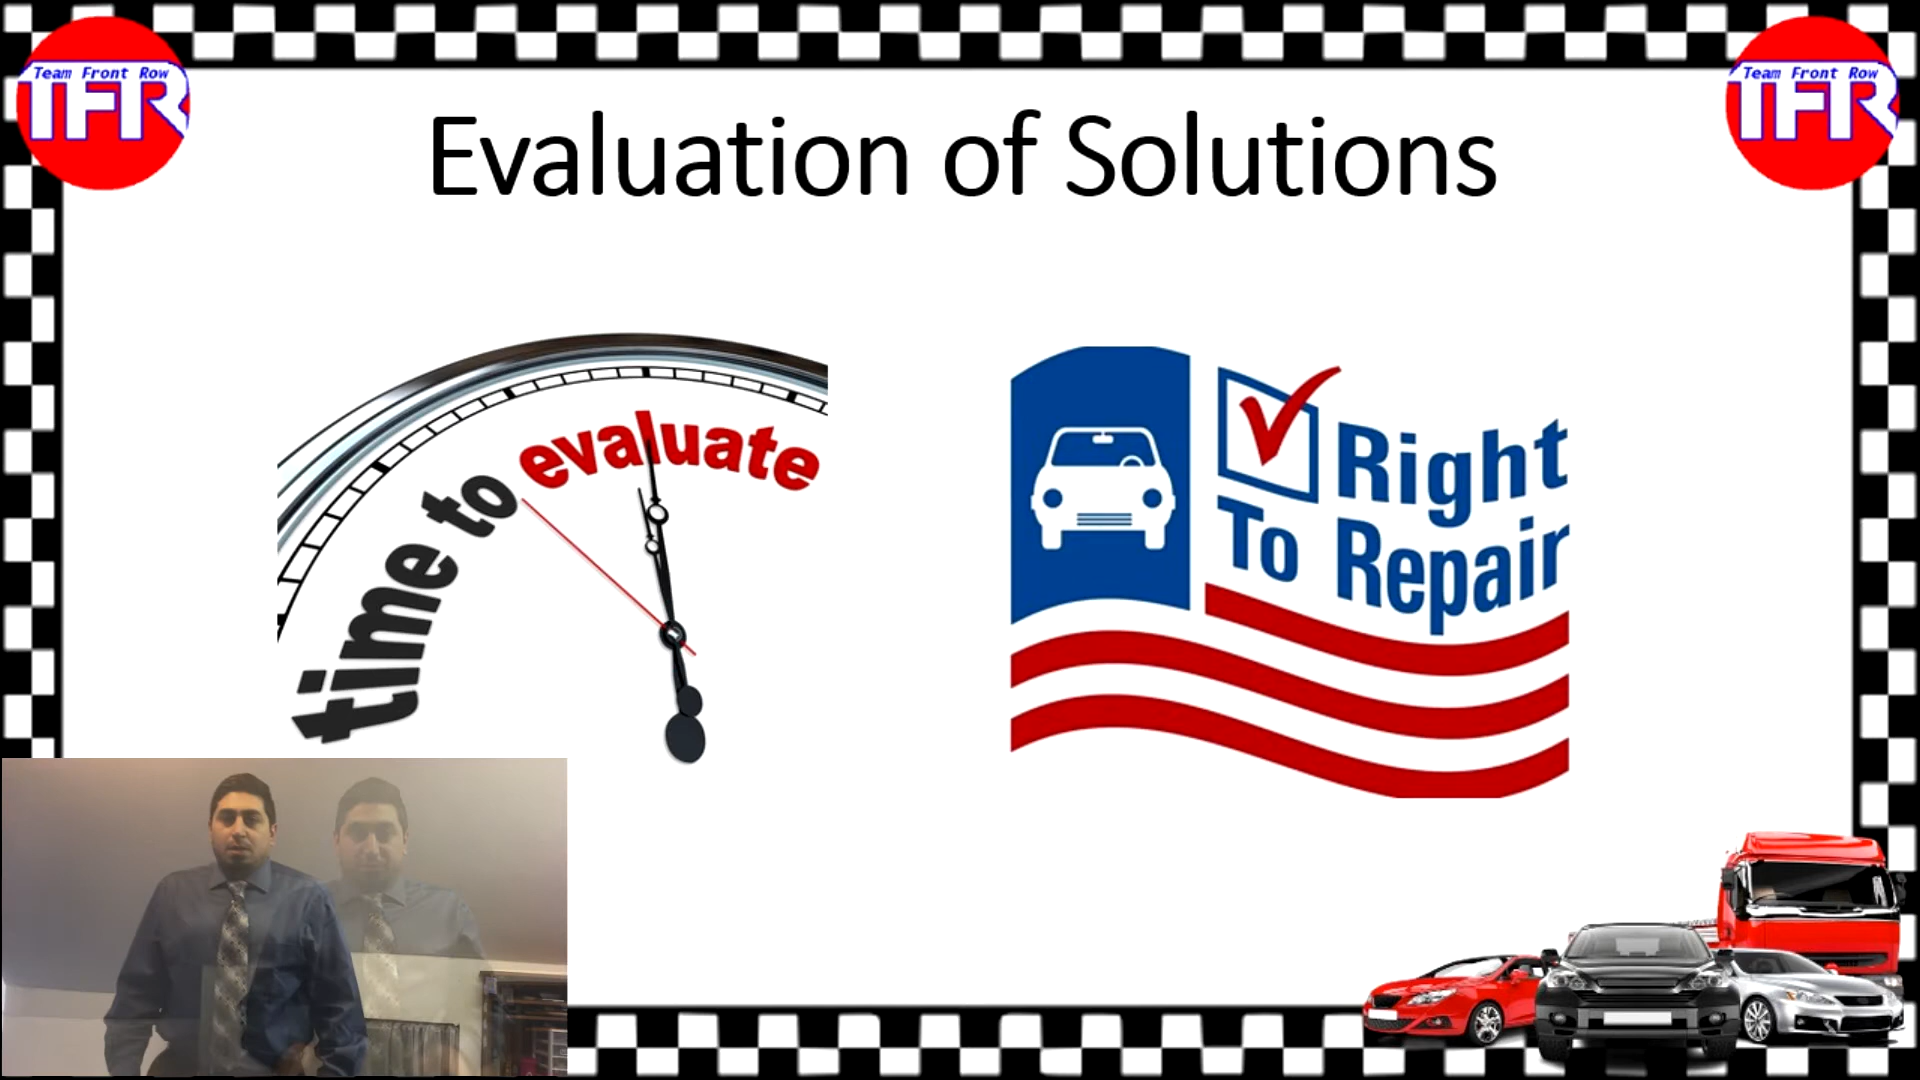 Team Front Row
TFR
Team Front Row
TFR
Evaluation of Solutions
time to evaluate
Right
To Repair